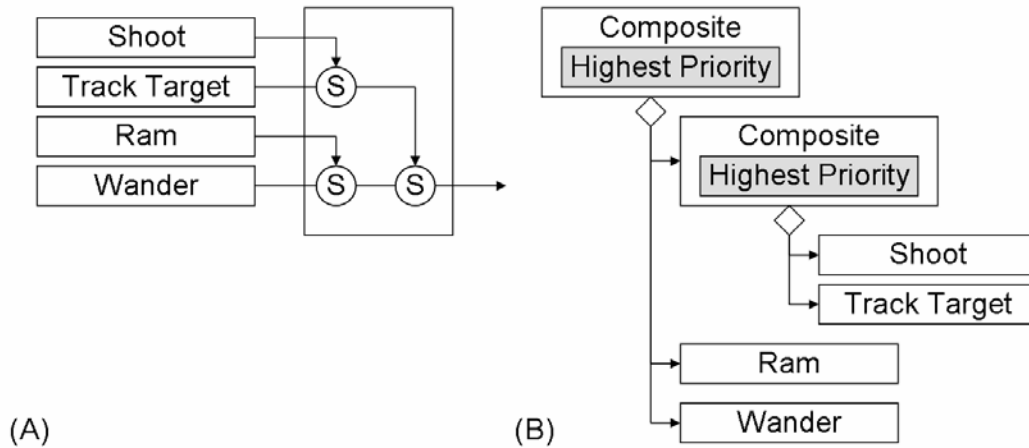 Shoot
Track Target
Ram
Wander
S
S
S
(A)
Composite
Highest Priority
Composite
Highest Priority
Shoot
Track Target
Ram
Wander
(B)